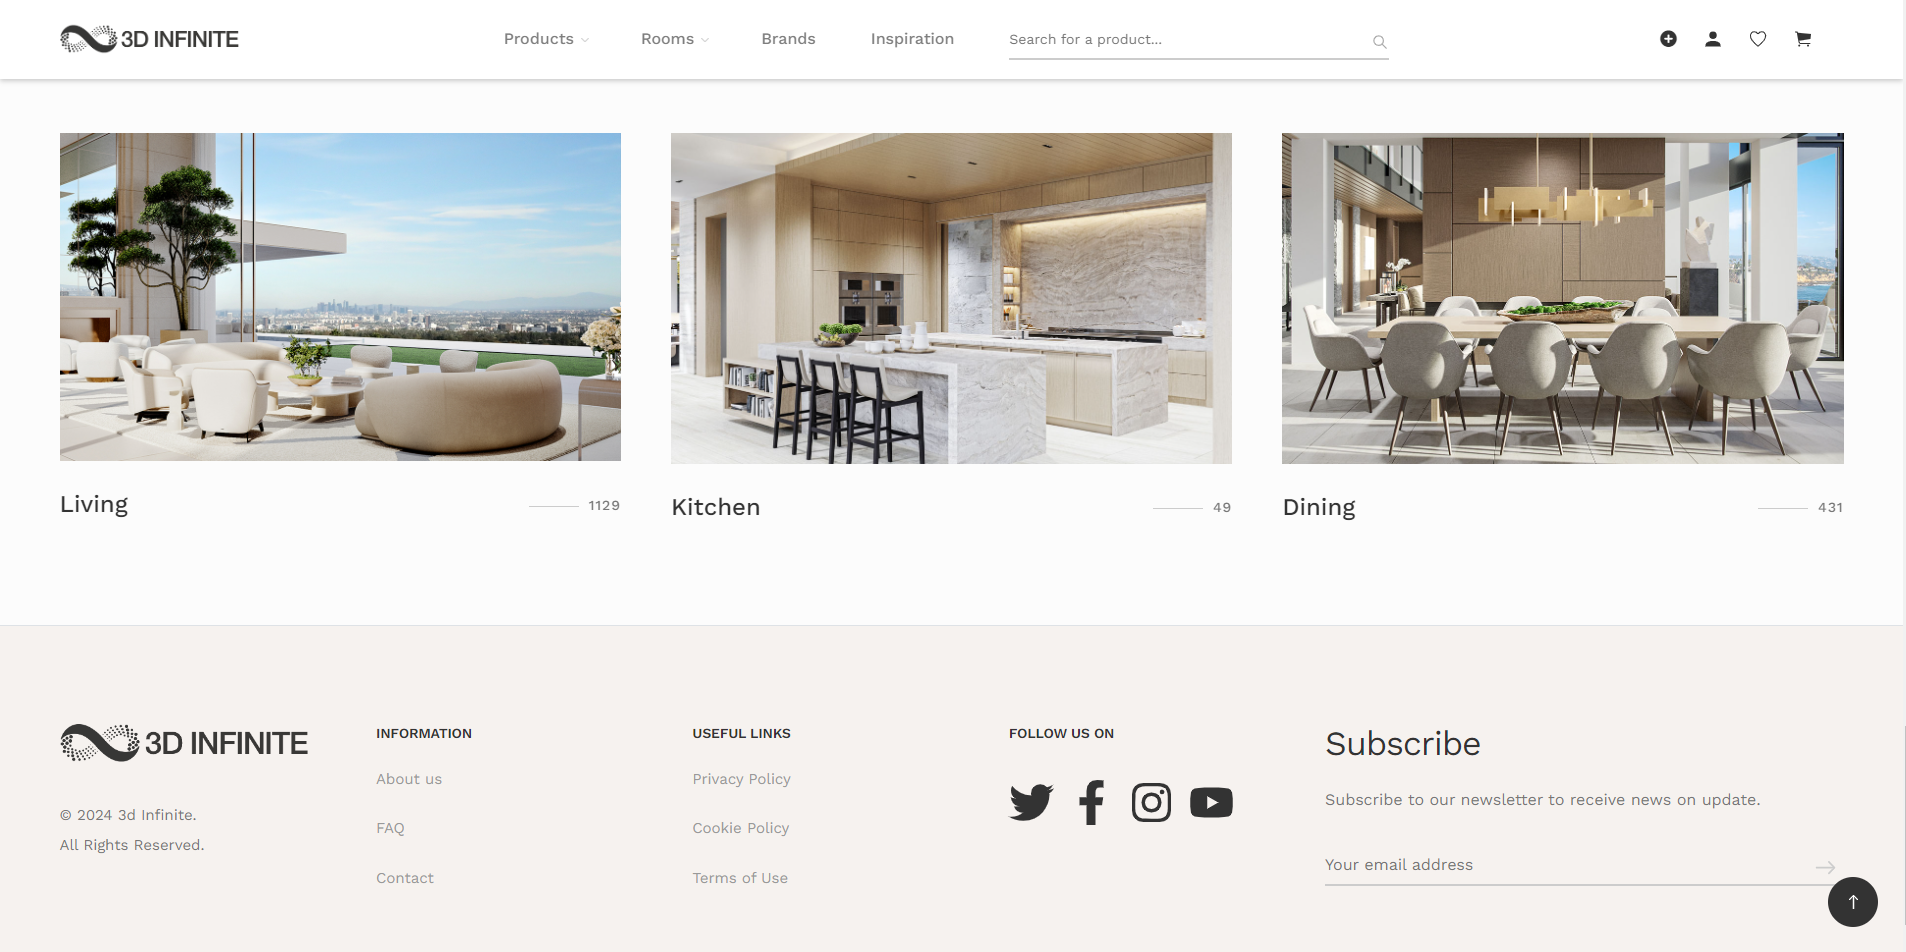 3D INFINITE
Products
Rooms
Brands
Inspiration
Search for a product...
Living
1129
Kitchen
49
Dining
431
3D INFINITE
© 2024 3d Infinite.
All Rights Reserved.
INFORMATION
About us
FAQ
Contact
USEFUL LINKS
Privacy Policy
Cookie Policy
Terms of Use
FOLLOW US ON
Subscribe
Subscribe to our newsletter to receive news on update.
Your email address